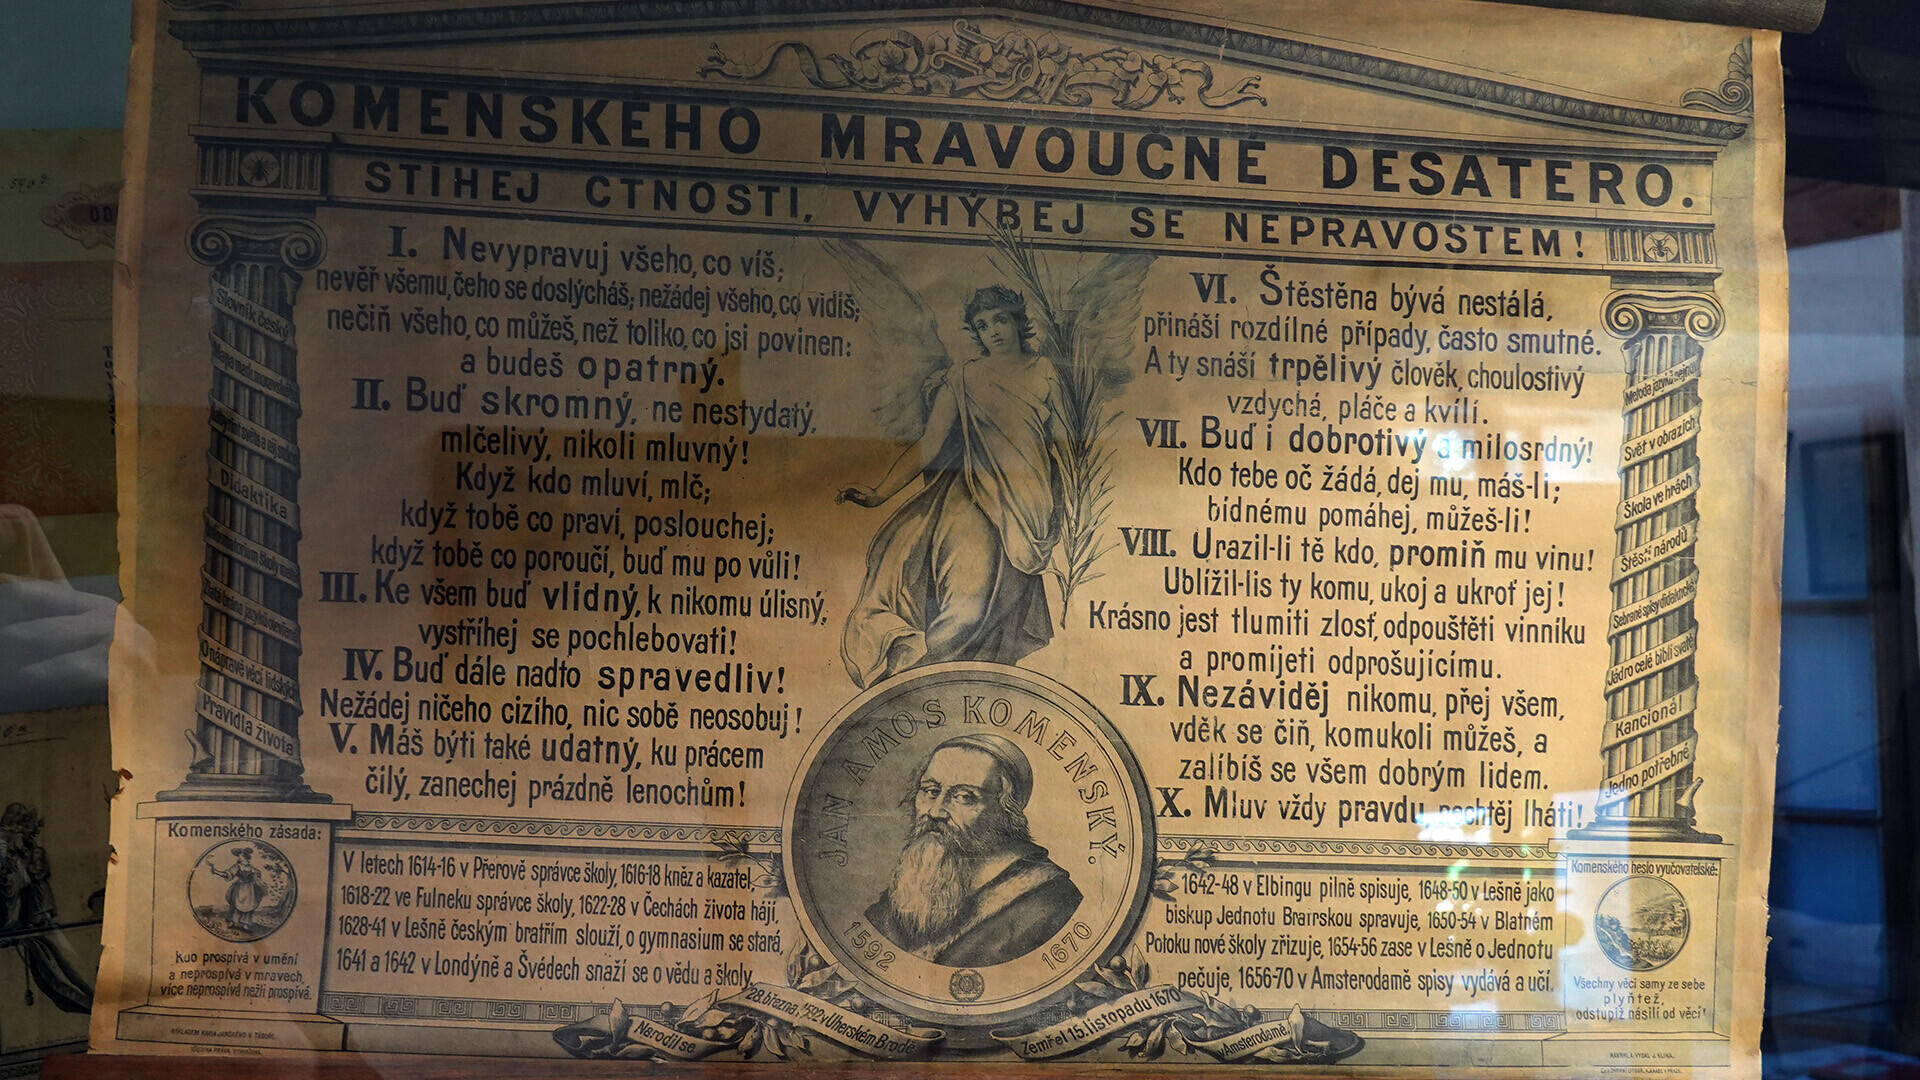 KOMENSKÉHO MRAVOUČNÉ DESATERO.
STÍHEJ CTNOSTI, VYHÝBEJ SE NEPRAVOSTEM!
I. Nevypravuj všeho, co víš;
nevěř všemu, čeho se doslýcháš; nežádej všeho, co vidíš;
nečiň všeho, co můžeš, než toliko, co jsi povinen:
a budeš opatrný.
II. Buď skromný, ne nestydatý,
mlčelivý, nikoli mluvný!
Když kdo mluví, mlč;
když tobě co praví, poslouchej;
když tobě co poroučí, buď mu po vůli!
III. Ke všem buď vlídný, k nikomu úlisný,
vystříhej se pochlebovati!
IV. Buď dále nadto spravedliv!
Nežádej ničeho cizího, nic sobě neosobuj!
V. Máš býti také udatný, ku prácem
čilý, zanechej prázdně lenochům!
VI. Štěstěna bývá nestálá,
přináší rozdílné případy, často smutné.
A ty snáší trpělivý člověk, choulostivý
vzdychá, pláče a kvílí.
VII. Buď i dobrotivý a milosrdný!
Kdo tebe oč žádá, dej mu, máš-li;
bídnému pomáhej, můžeš-li!
VIII. Urazil-li tě kdo, promiň mu vinu!
Ublížil-lis ty komu, ukoj a ukroť jej!
Krásno jest tlumiti zlosť, odpouštěti vinníku
a promíjeti odprošujícímu.
IX. Nezáviděj nikomu, přej všem,
vděk se čiň, komukoli můžeš, a
zalíbíš se všem dobrým lidem.
X. Mluv vždy pravdu, nechtěj lháti!
Slovník český
Didaktika
O nápravě věcí lidských
Pravidla života
Svět v obrazích
Škola ve hrách
Štěstí národů
Sebrané spisy didaktické
Jádro celé biblí svaté
Kancionál
Jedno potřebné
JAN AMOS KOMENSKÝ.
1592 1670
Komenského zásada:
Kdo prospívá v umění
a neprospívá v mravech,
více neprospívá nežli prospívá.
V letech 1614-16 v Přerově správce školy, 1616-18 kněz a kazatel,
1618-22 ve Fulneku správce školy, 1622-28 v Čechách života hájí,
1628-41 v Lešně českým bratřím slouží, o gymnasium se stará,
1641 a 1642 v Londýně a Švédech snaží se o vědu a školy,
1642-48 v Elbingu pilně spisuje, 1648-50 v Lešně jako
biskup Jednotu Bratrskou spravuje, 1650-54 v Blatném
Potoku nové školy zřizuje, 1654-56 zase v Lešně o Jednotu
pečuje, 1656-70 v Amsterodamě spisy vydává a učí.
Komenského heslo vyučovatelské:
Všechny věci samy ze sebe
plyňtež,
odstupiž násilí od věcí!
Narodil se 28. března 1592 v Uherském Brodě
Zemřel 15. listopadu 1670 v Amsterodamě.